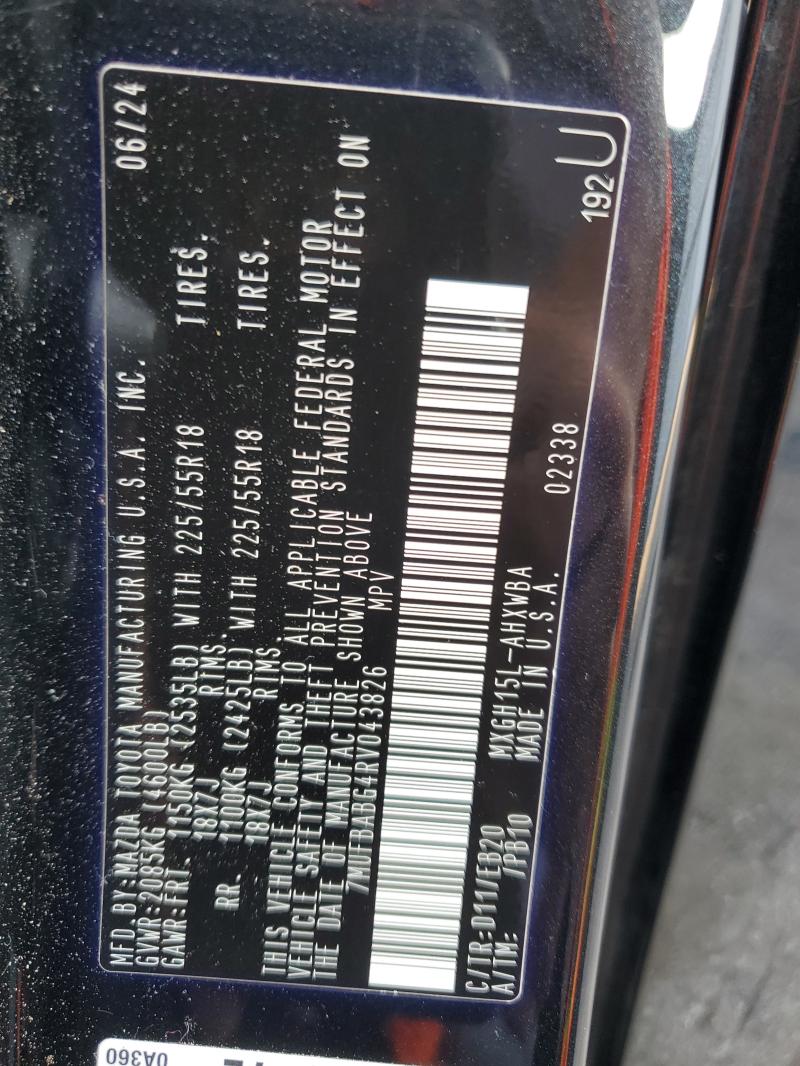 MFD. BY:MAZDA TOYOTA MANUFACTURING U.S.A. INC. 06/24
GVWR:2085KG (4600LB)
GAWR:FRT. 1150KG (2535LB) WITH 225/55R18 TIRES.
18X7J RIMS.
RR. 1100KG (2425LB) WITH 225/55R18 TIRES.
18X7J RIMS.
THIS VEHICLE CONFORMS TO ALL APPLICABLE FEDERAL MOTOR
VEHICLE SAFETY AND THEFT PREVENTION STANDARDS IN EFFECT ON
THE DATE OF MANUFACTURE SHOWN ABOVE
7MUFBABG4RV043826 MPV
C/TR:D11/EB20 MXGH15L-AHXWBA 02338
A/TM: /PB10 MADE IN U.S.A.
192U
0A360